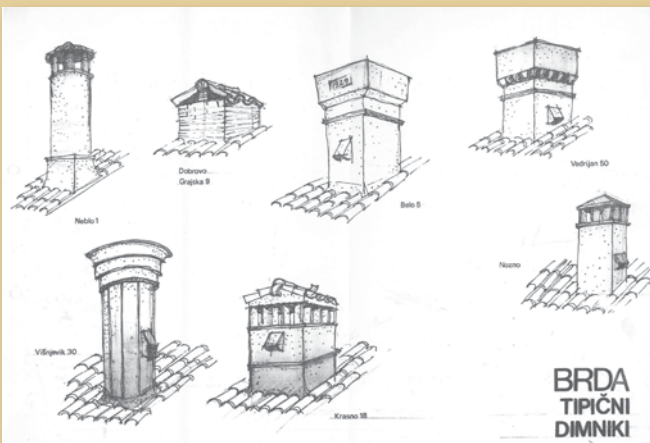 Neblo 1
Dobrovo
Grajska 9
Belo 5
Vedrijan 50
Nozno
Višnjevik 30
Krasno 18
BRDA
TIPIČNI
DIMNIKI